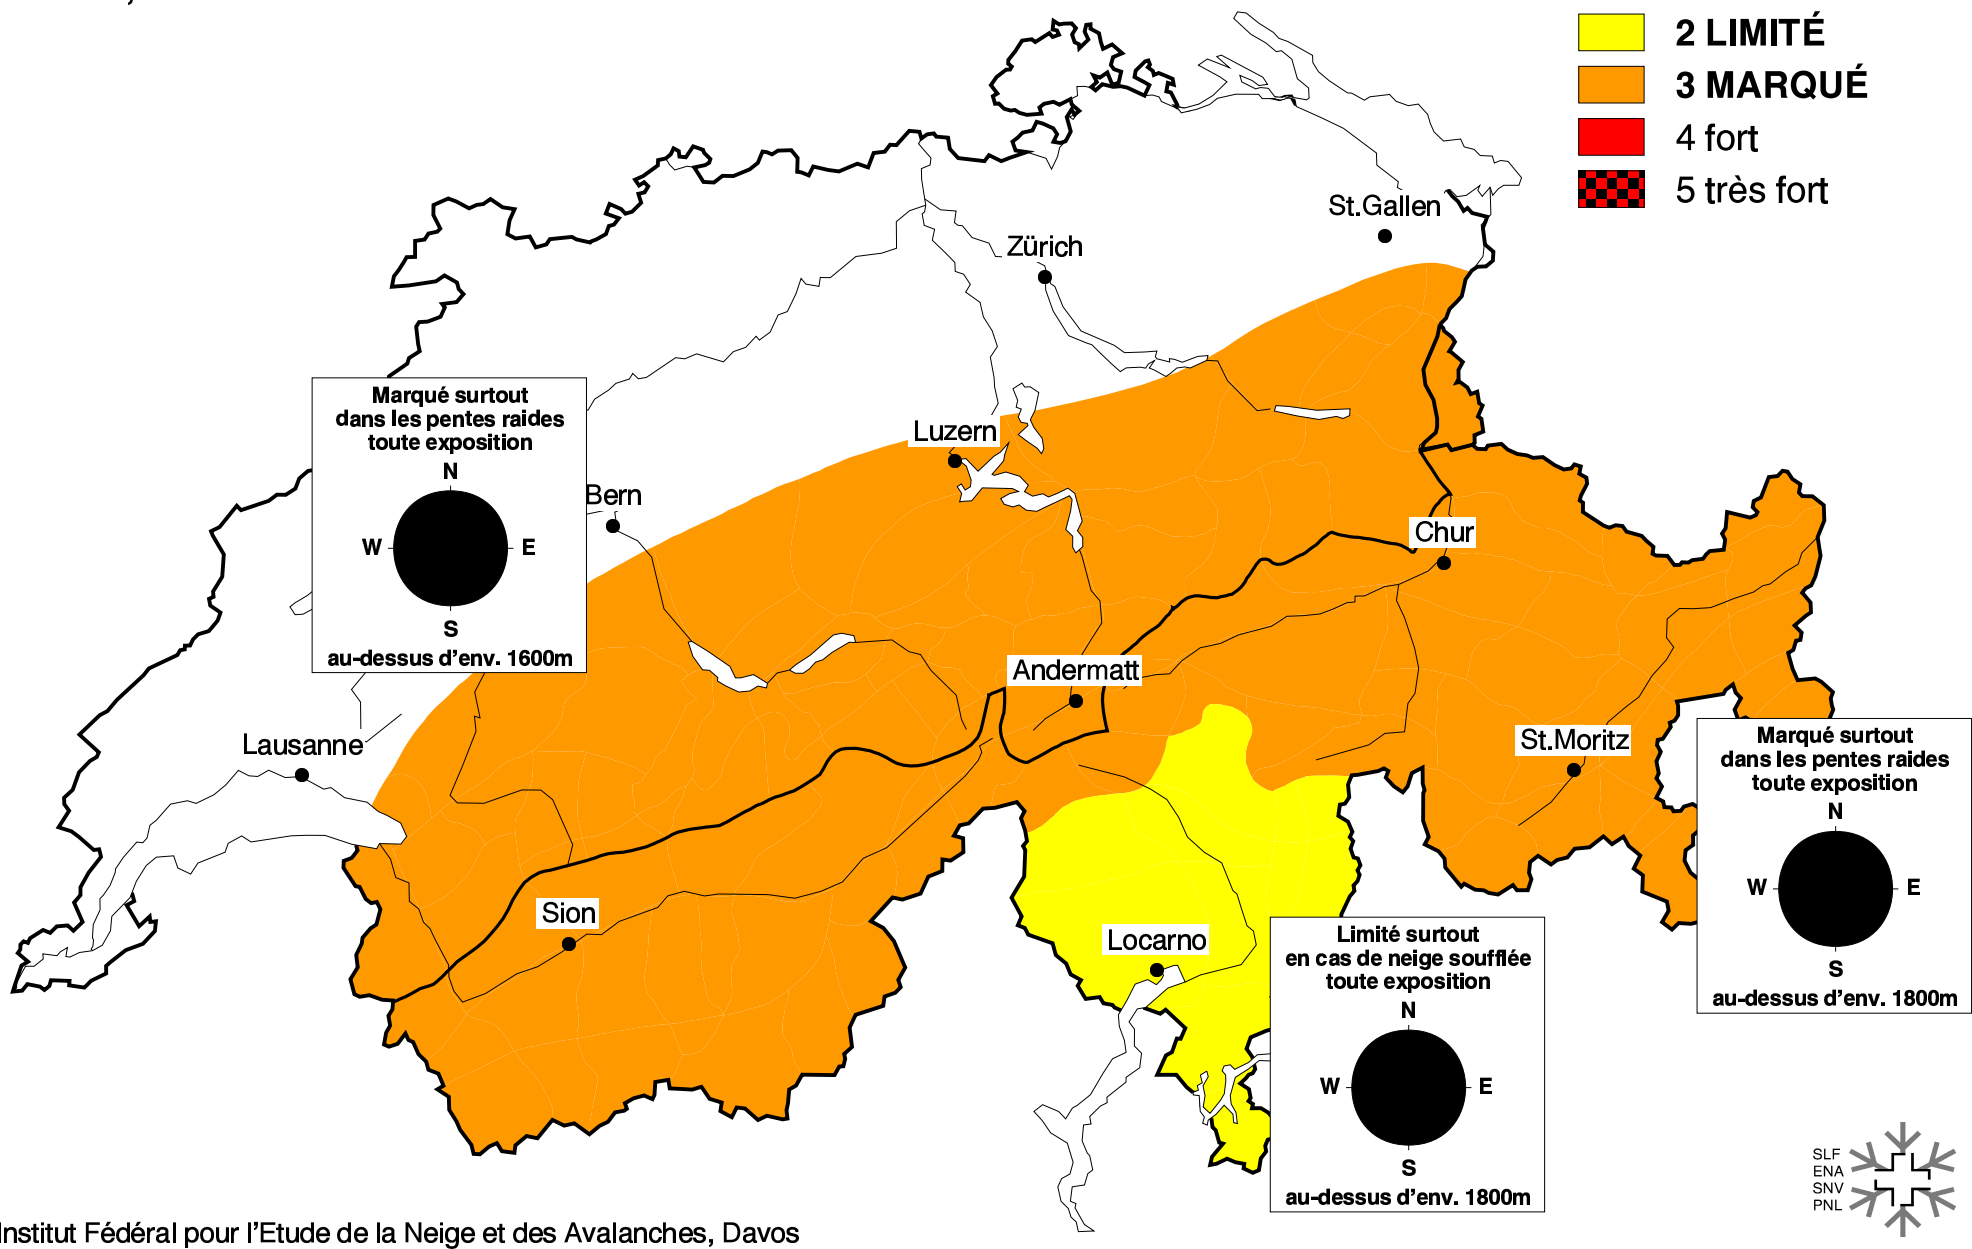 2 LIMITÉ
3 MARQUÉ
4 fort
5 très fort
St.Gallen
Zürich
Marqué surtout
dans les pentes raides
toute exposition
N
W E
S
au-dessus d'env. 1600m
Luzern
Bern
Chur
Andermatt
Lausanne
St.Moritz
Marqué surtout
dans les pentes raides
toute exposition
N
W E
S
au-dessus d'env. 1800m
Sion
Locarno
Limité surtout
en cas de neige soufflée
toute exposition
N
W E
S
au-dessus d'env. 1800m
SLF
ENA
SNV
PNL
Institut Fédéral pour l'Etude de la Neige et des Avalanches, Davos